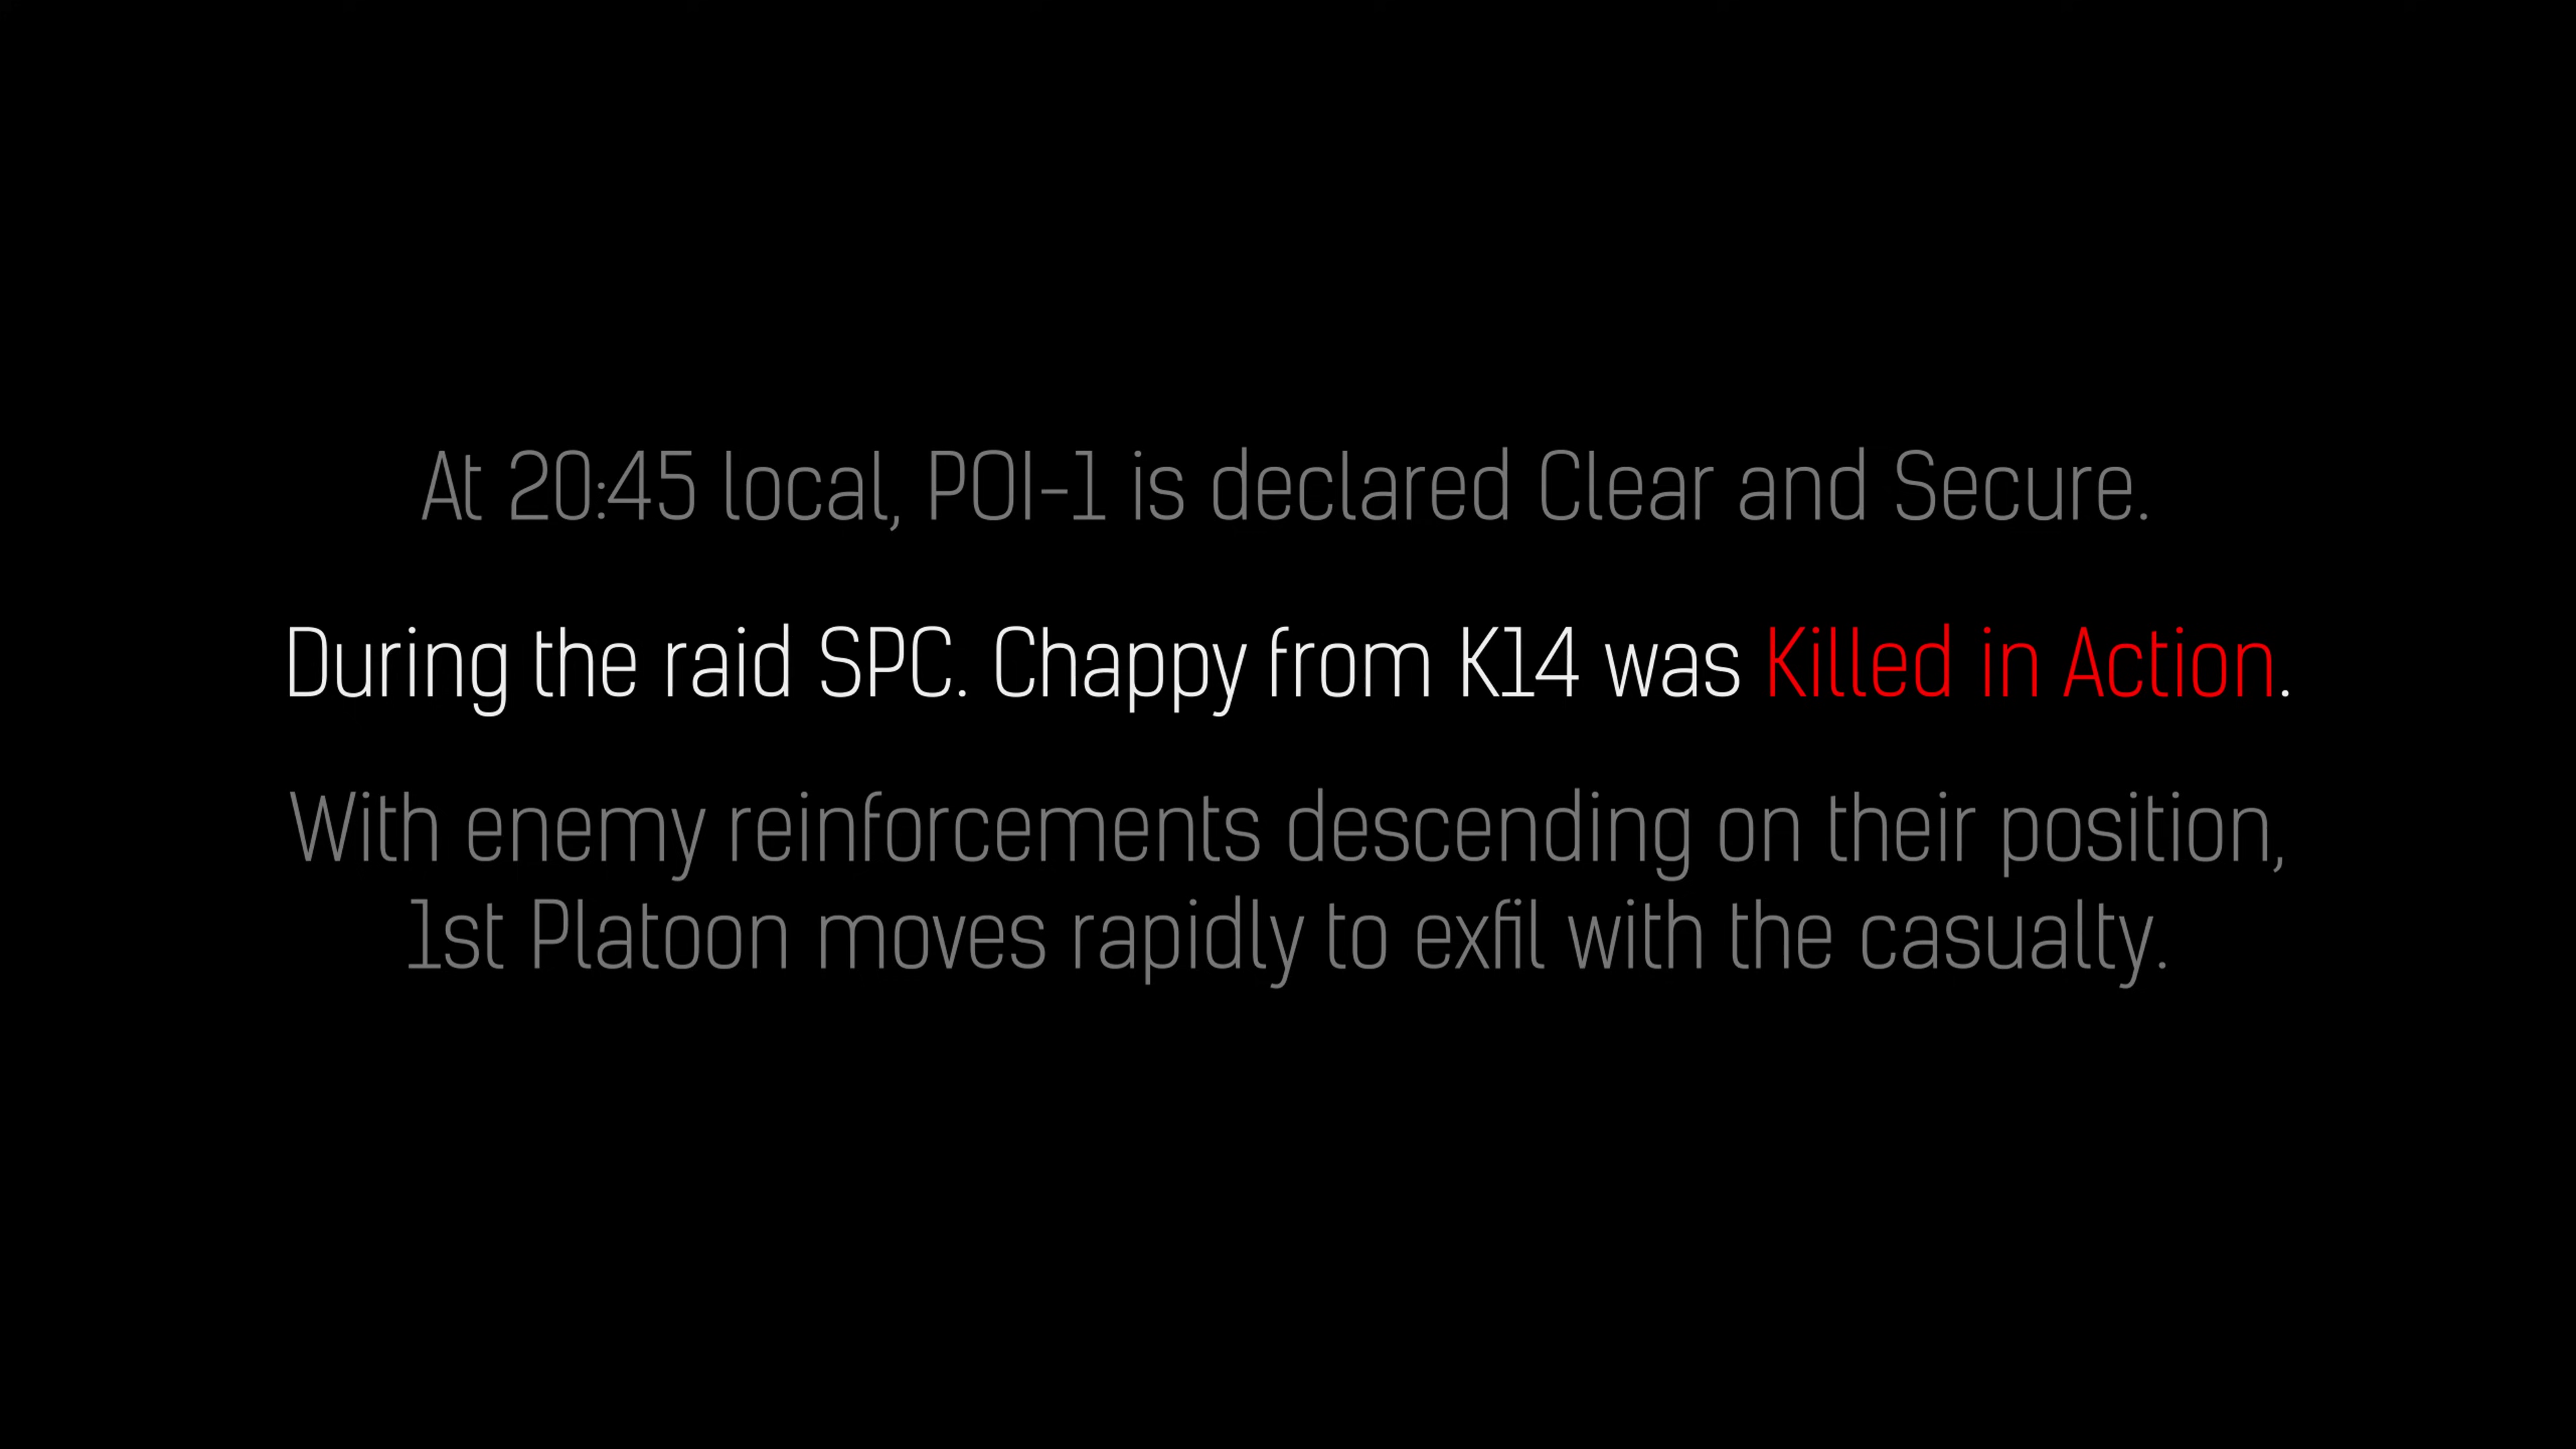 At 20:45 local, POI-1 is declared Clear and Secure.
During the raid SPC. Chappy from K14 was Killed in Action.
With enemy reinforcements descending on their position,
1st Platoon moves rapidly to exfil with the casualty.